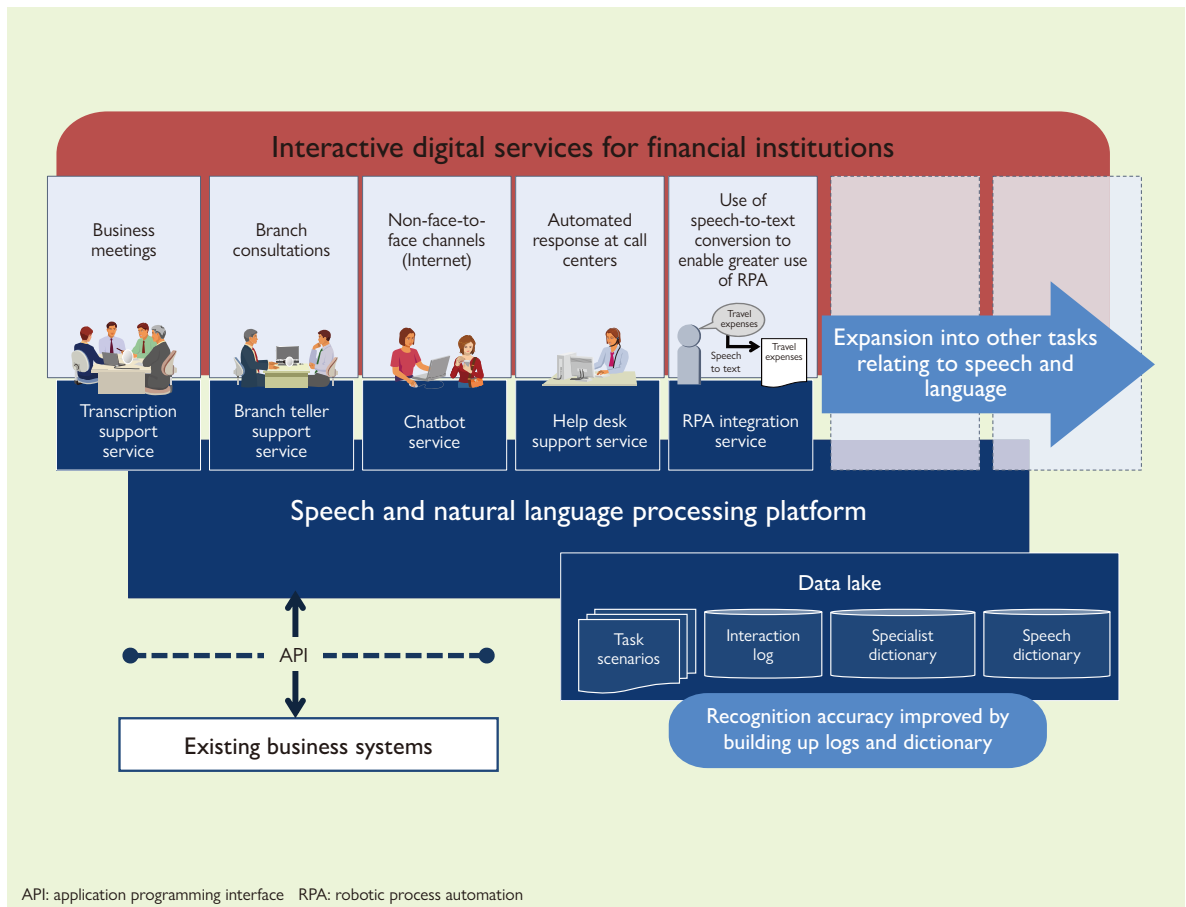 Interactive digital services for financial institutions
Business
meetings
Branch
consultations
Non-face-to-
face channels
(Internet)
Automated
response at call
centers
Use of
speech-to-text
conversion to
enable greater use
of RPA
Travel
expenses
Speech
to text
Travel
expenses
Expansion into other tasks
relating to speech and
language
Transcription
support
service
Branch teller
support
service
Chatbot
service
Help desk
support service
RPA integration
service
Speech and natural language processing platform
Data lake
Task
scenarios
Interaction
log
Specialist
dictionary
Speech
dictionary
API
Recognition accuracy improved by
building up logs and dictionary
Existing business systems
API: application programming interface RPA: robotic process automation